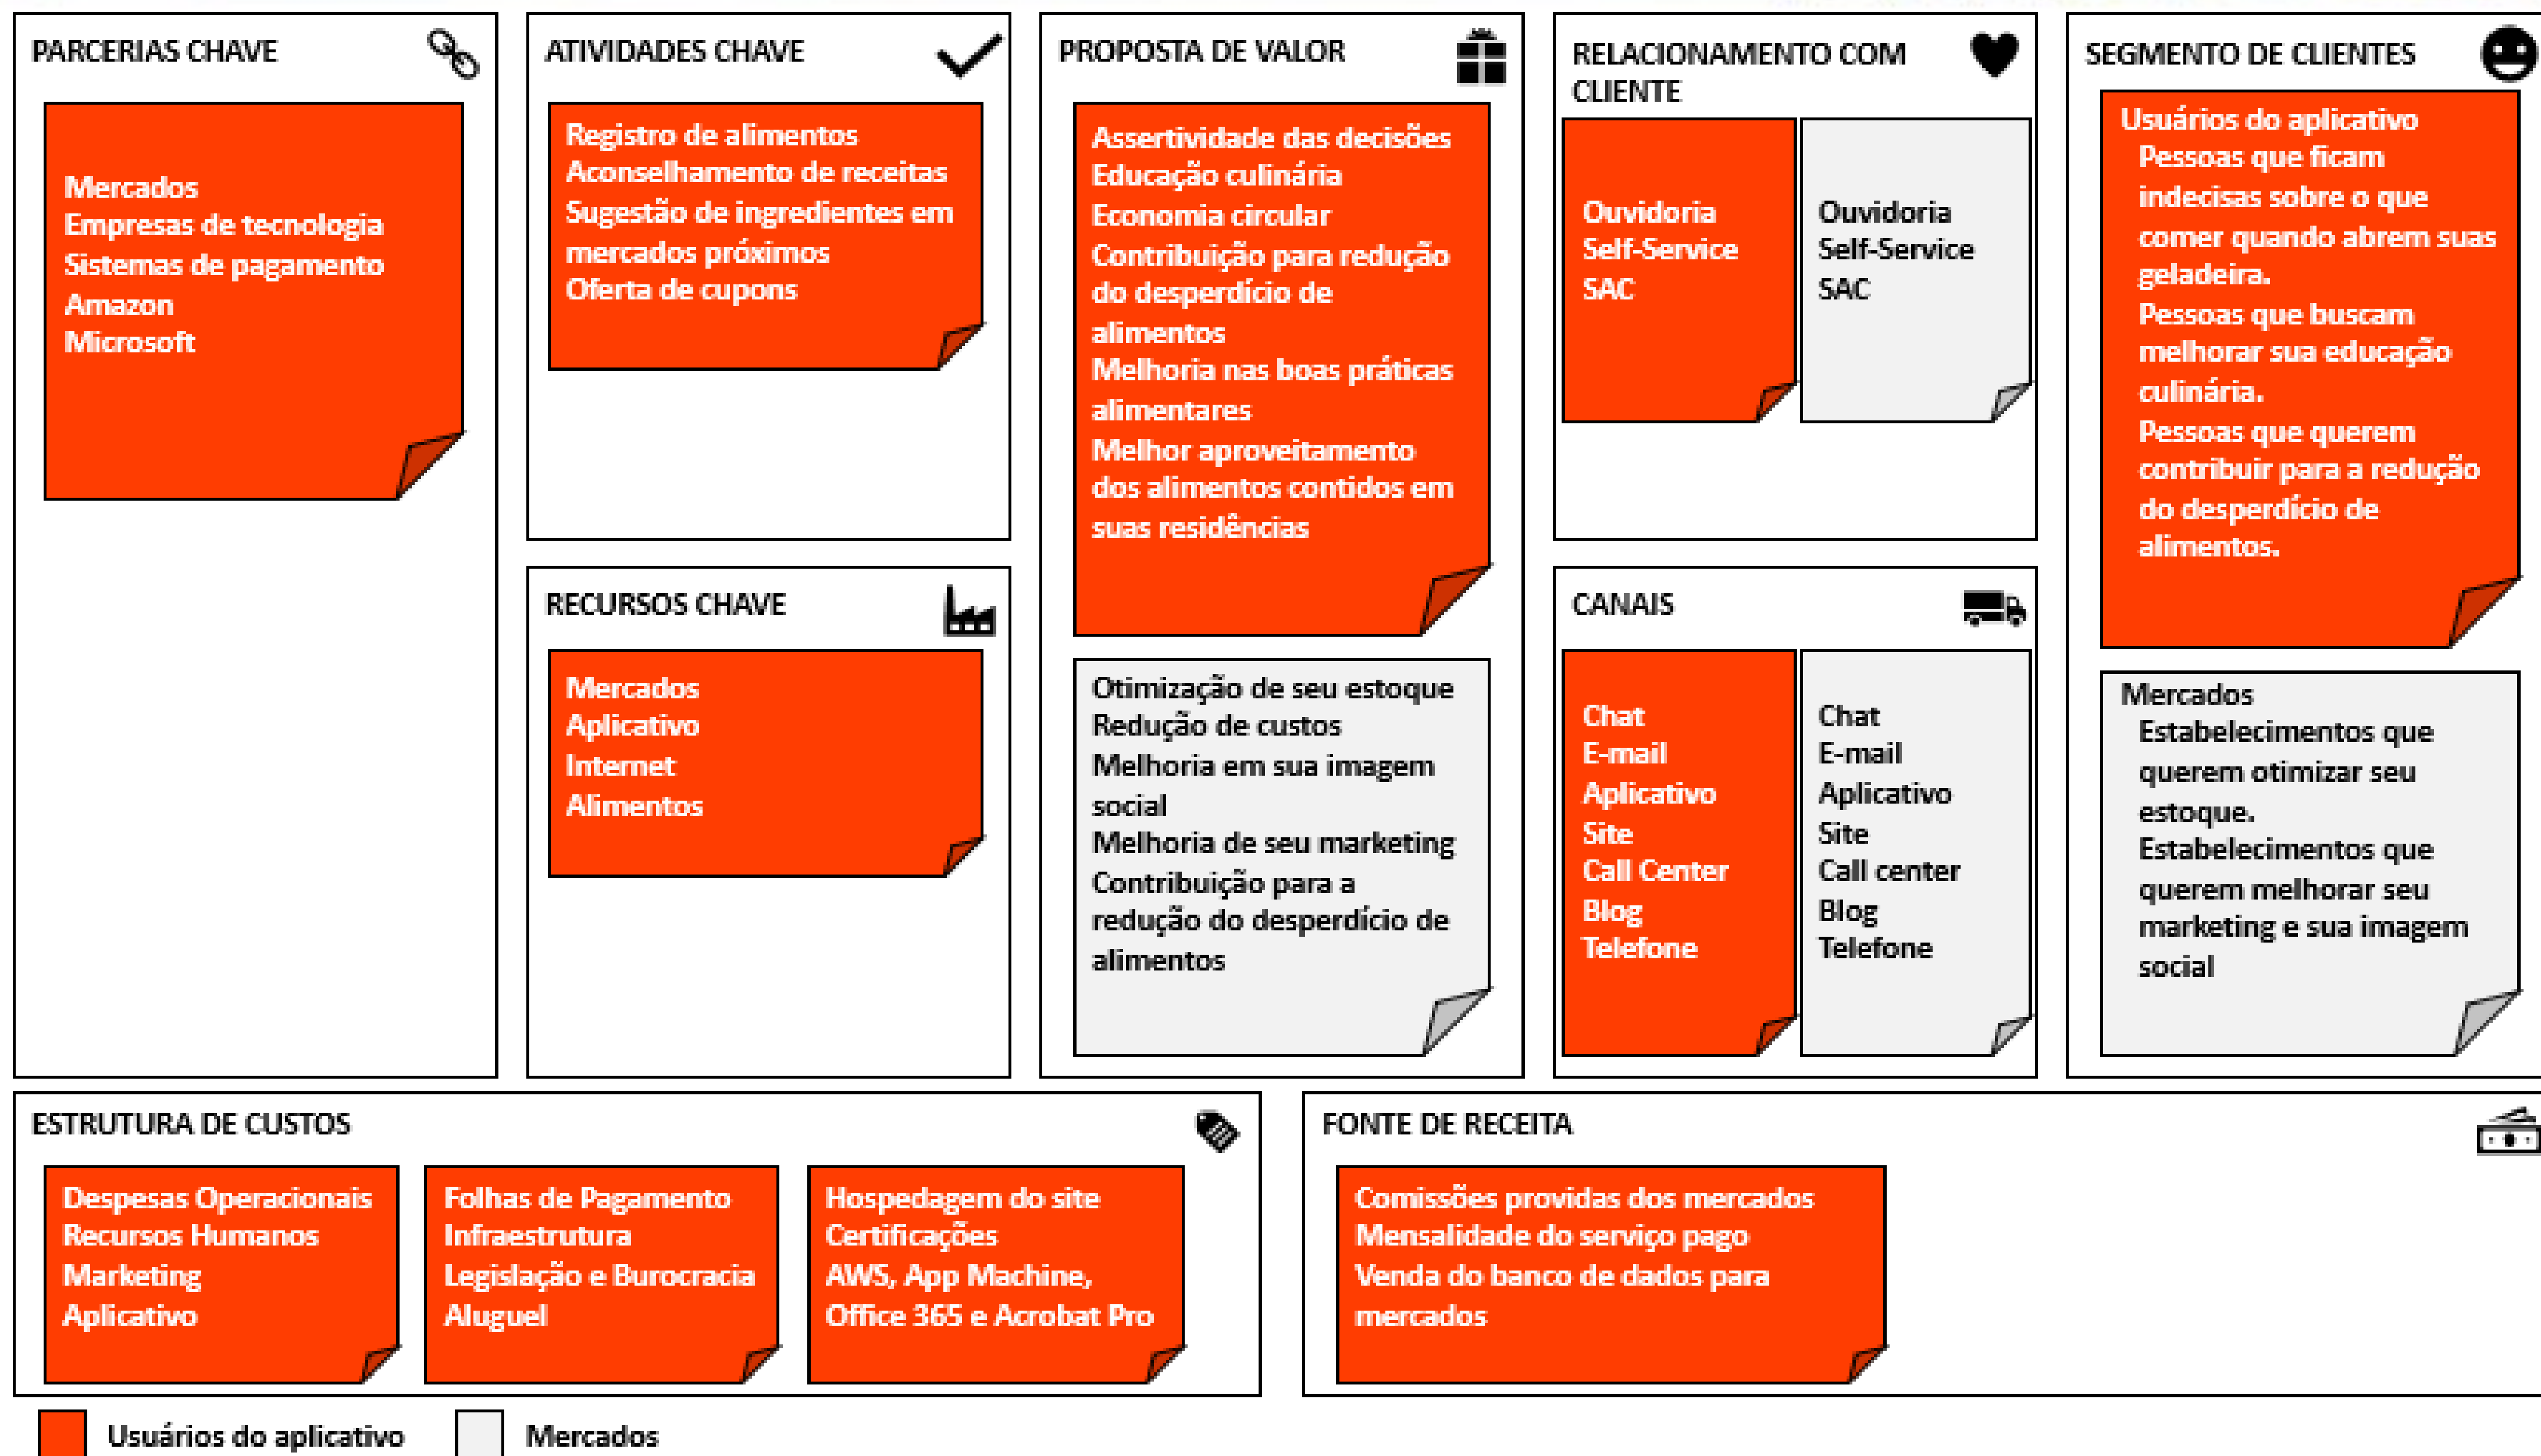 PARCERIAS CHAVE
Mercados
Empresas de tecnologia
Sistemas de pagamento
Amazon
Microsoft
ATIVIDADES CHAVE
Registro de alimentos
Aconselhamento de receitas
Sugestão de ingredientes em
mercados próximos
Oferta de cupons
RECURSOS CHAVE
Mercados
Aplicativo
Internet
Alimentos
PROPOSTA DE VALOR
Assertividade das decisões
Educação culinária
Economia circular
Contribuição para redução
do desperdício de
alimentos
Melhoria nas boas práticas
alimentares
Melhor aproveitamento
dos alimentos contidos em
suas residências
Otimização de seu estoque
Redução de custos
Melhoria em sua imagem
social
Melhoria de seu marketing
Contribuição para a
redução do desperdício de
alimentos
RELACIONAMENTO COM
CLIENTE
Ouvidoria
Self-Service
SAC
Ouvidoria
Self-Service
SAC
CANAIS
Chat
E-mail
Aplicativo
Site
Call Center
Blog
Telefone
Chat
E-mail
Aplicativo
Site
Call center
Blog
Telefone
SEGMENTO DE CLIENTES
Usuários do aplicativo
Pessoas que ficam
indecisas sobre o que
comer quando abrem suas
geladeira.
Pessoas que buscam
melhorar sua educação
culinária.
Pessoas que querem
contribuir para a redução
do desperdício de
alimentos.
Mercados
Estabelecimentos que
querem otimizar seu
estoque.
Estabelecimentos que
querem melhorar seu
marketing e sua imagem
social
ESTRUTURA DE CUSTOS
Despesas Operacionais
Recursos Humanos
Marketing
Aplicativo
Folhas de Pagamento
Infraestrutura
Legislação e Burocracia
Aluguel
Hospedagem do site
Certificações
AWS, App Machine,
Office 365 e Acrobat Pro
FONTE DE RECEITA
Comissões providas dos mercados
Mensalidade do serviço pago
Venda do banco de dados para
mercados
Usuários do aplicativo
Mercados